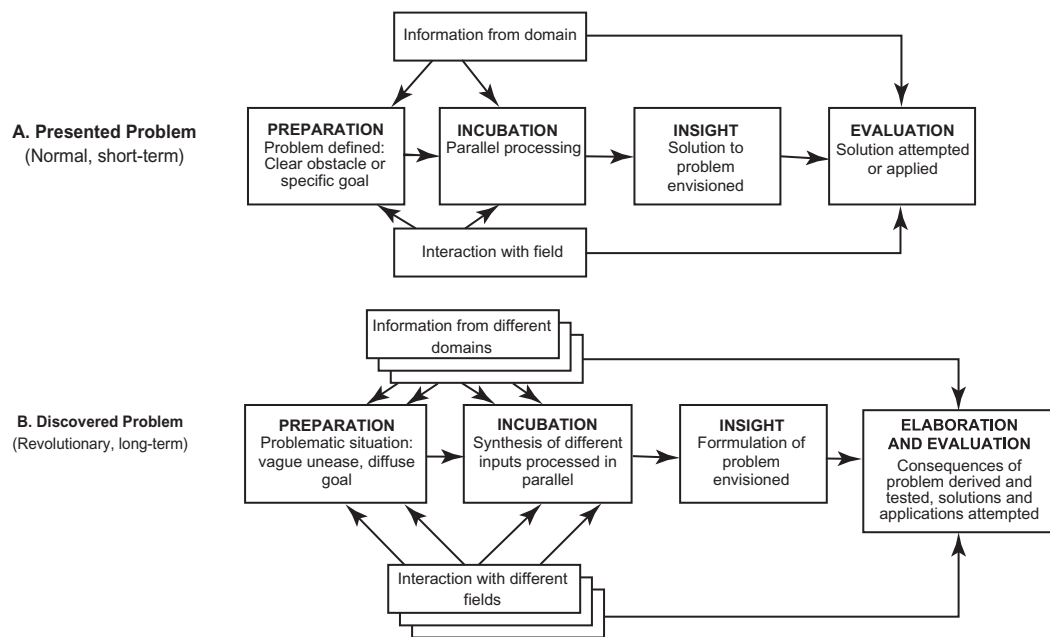 Information from domain
A. Presented Problem
(Normal, short-term)
PREPARATION
Problem defined:
Clear obstacle or
specific goal
INCUBATION
Parallel processing
INSIGHT
Solution to
problem
envisioned
EVALUATION
Solution attempted
or applied
Interaction with field
Information from different
domains
B. Discovered Problem
(Revolutionary, long-term)
PREPARATION
Problematic situation:
vague unease, diffuse
goal
INCUBATION
Synthesis of different
inputs processed in
parallel
INSIGHT
Formrulation of
problem
envisioned
ELABORATION
AND EVALUATION
Consequences of
problem derived and
tested, solutions and
applications attempted
Interaction with different
fields